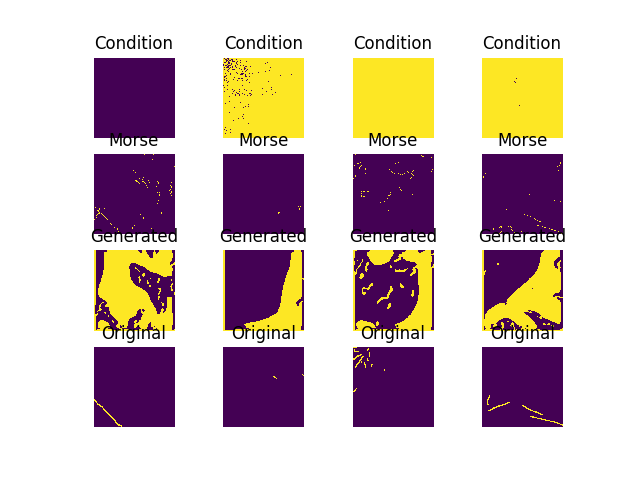 Condition Condition Condition Condition
Morse Morse Morse Morse
Generated Generated Generated Generated
Original Original Original Original